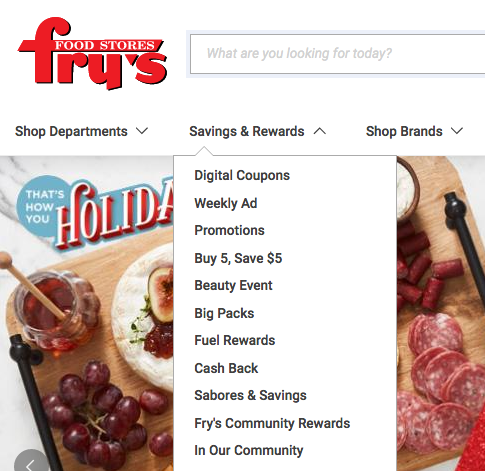 fry's
FOOD STORES
What are you looking for today?
Shop Departments
Savings & Rewards
Shop Brands
Digital Coupons
Weekly Ad
Promotions
Buy 5, Save $5
Beauty Event
Big Packs
Fuel Rewards
Cash Back
Sabores & Savings
Fry's Community Rewards
In Our Community
THAT'S
HOW
YOU
HOLIDA